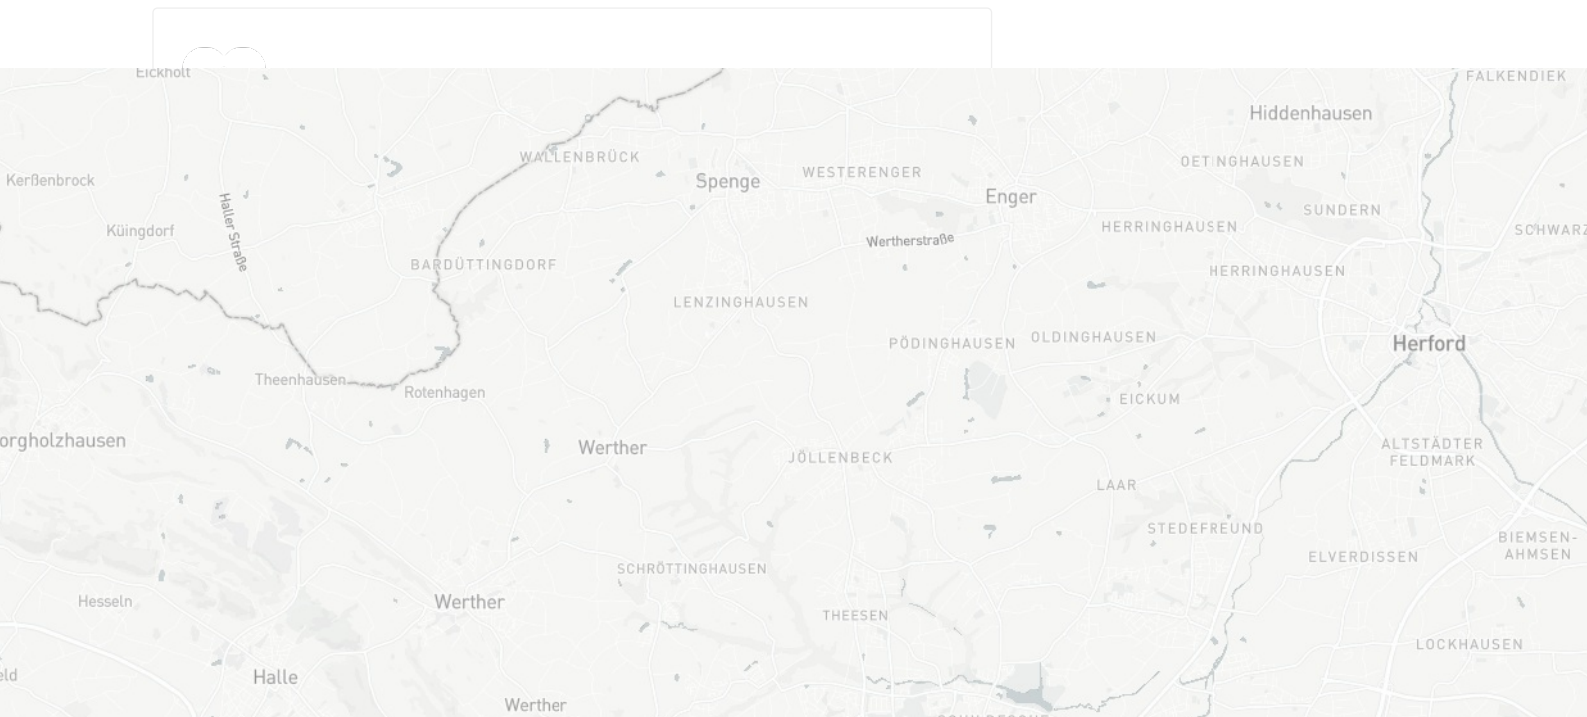 Eickholt
FALKENDIEK
Hiddenhausen
WALLENBRÜCK
OETINGHAUSEN
WESTERENGER
Kerßenbrock
Spenge
Enger
SUNDERN
Haller Straße
Küingdorf
HERRINGHAUSEN
SCHWARZ
Wertherstraße
BARDÜTTINGDORF
HERRINGHAUSEN
LENZINGHAUSEN
PÖDINGHAUSEN
OLDINGHAUSEN
Herford
Theenhausen
Rotenhagen
EICKUM
orgholzhausen
Werther
JÖLLENBECK
ALTSTÄDTER
FELDMARK
LAAR
STEDEFREUND
BIEMSEN-
AHMSEN
ELVERDISSEN
SCHRÖTTINGHAUSEN
Hesseln
Werther
THEESEN
LOCKHAUSEN
eld
Halle
Werther